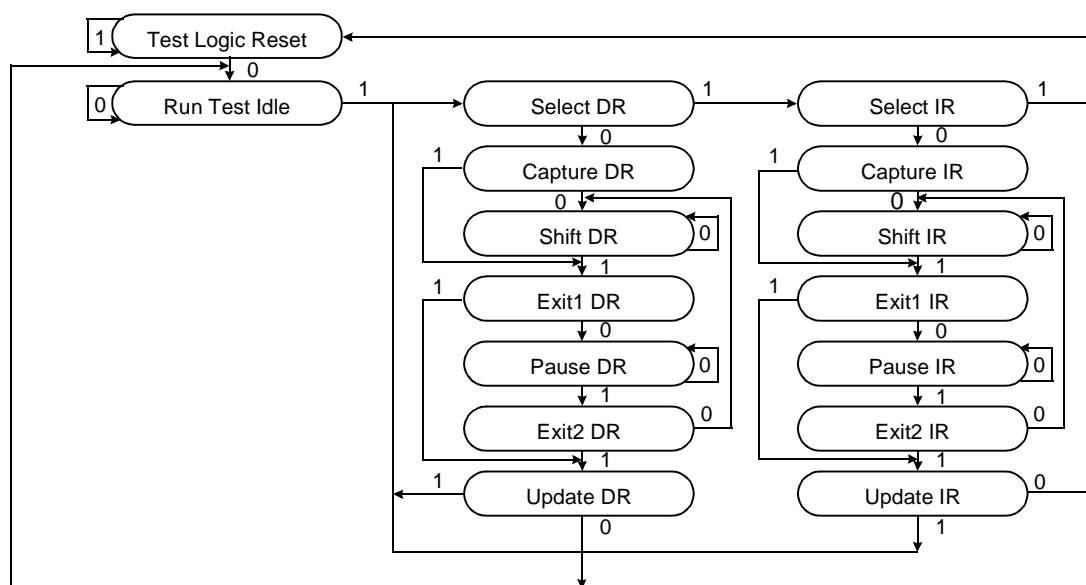 1 Test Logic Reset
0
0 Run Test Idle 1 Select DR 1 Select IR 1
0 0
1 Capture DR 1 Capture IR
0 0
Shift DR 0 Shift IR 0
1 1
1 Exit1 DR 1 Exit1 IR
0 0
Pause DR 0 Pause IR 0
1 1
Exit2 DR 0 Exit2 IR 0
1 1
1 Update DR Update IR 0
0 1